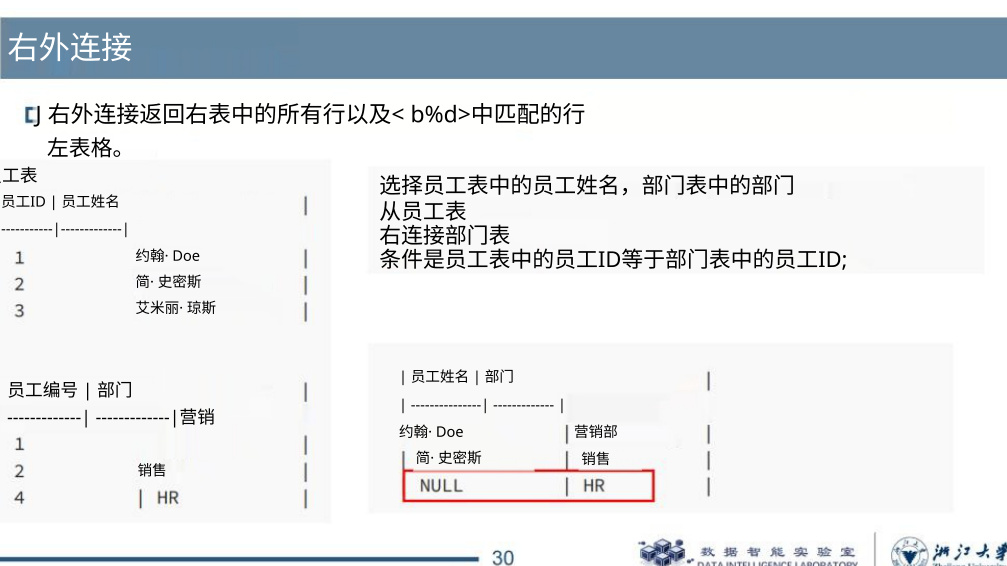 右外连接
右外连接返回右表中的所有行以及< b%d>中匹配的行
左表格。
工表
员工ID | 员工姓名 |
-----------|-------------|
1 约翰· Doe |
2 简· 史密斯 |
3 艾米丽· 琼斯 |
员工编号 | 部门 |
-------------| -------------|营销
1 |
2 销售 |
4 | HR |
选择员工表中的员工姓名，部门表中的部门
从员工表
右连接部门表
条件是员工表中的员工ID等于部门表中的员工ID;
| 员工姓名 | 部门 |
| ---------------| ------------- |
约翰· Doe | 营销部 |
| 简· 史密斯 | 销售 |
NULL | HR |
30
数据智能实验室
DATA INTELLIGENCE LABORATORY
浙江大学